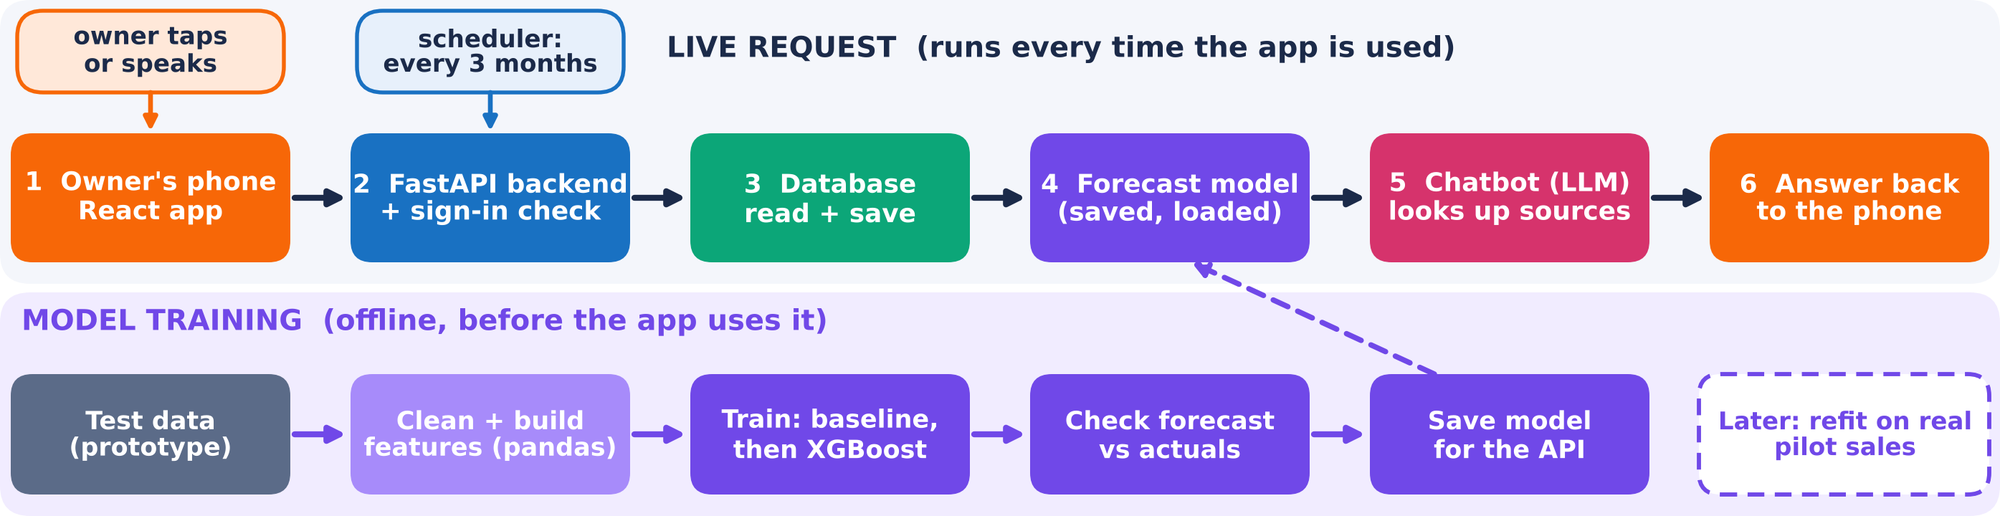 owner taps
or speaks
scheduler:
every 3 months
LIVE REQUEST (runs every time the app is used)
1 Owner's phone
React app
2 FastAPI backend
+ sign-in check
3 Database
read + save
4 Forecast model
(saved, loaded)
5 Chatbot (LLM)
looks up sources
6 Answer back
to the phone
MODEL TRAINING (offline, before the app uses it)
Test data
(prototype)
Clean + build
features (pandas)
Train: baseline,
then XGBoost
Check forecast
vs actuals
Save model
for the API
Later: refit on real
pilot sales